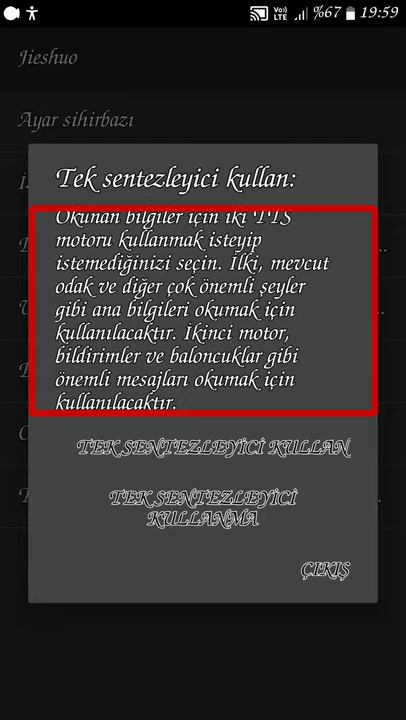 Vo))
LTE
%67
19:59
Jieshuo
Ayar sihirbazı
Tek sentezleyici kullan:
Okunan bilgiler için iki TTS
motoru kullanmak isteyip
istemediğinizi seçin. İlki, mevcut
odak ve diğer çok önemli şeyler
gibi ana bilgileri okumak için
kullanılacaktır. İkinci motor,
bildirimler ve baloncuklar gibi
önemli mesajları okumak için
kullanılacaktır.
TEK SENTEZLEYİCİ KULLAN
TEK SENTEZLEYİCİ
KULLANMA
ÇIKIŞ